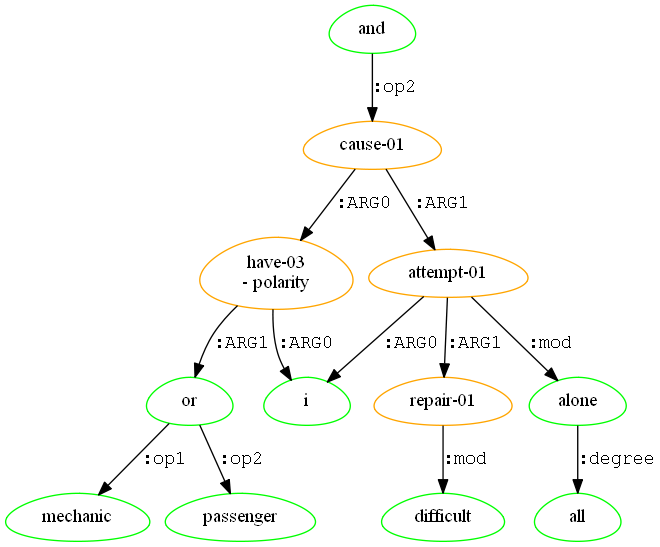 and
:op2
cause-01
:ARG0 :ARG1
have-03
- polarity
attempt-01
:ARG1 :ARG0 :ARG0 :ARG1 :mod
or i repair-01 alone
:op1 :op2 :mod :degree
mechanic passenger difficult all